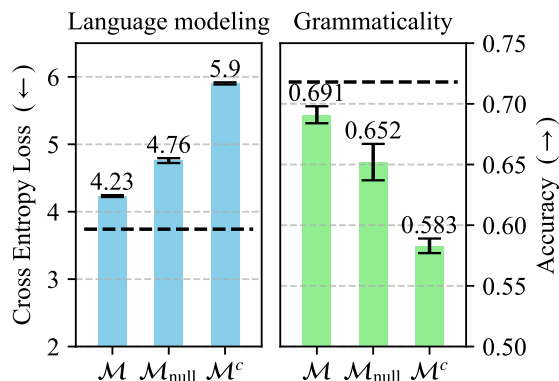 Language modeling
Grammaticality
Cross Entropy Loss (←)
6
5
4
3
2
4.23
4.76
5.9
ℳ
ℳnull
ℳᶜ
0.691
0.652
0.583
ℳ
ℳnull
ℳᶜ
0.75
0.70
0.65
0.60
0.55
0.50
Accuracy (→)